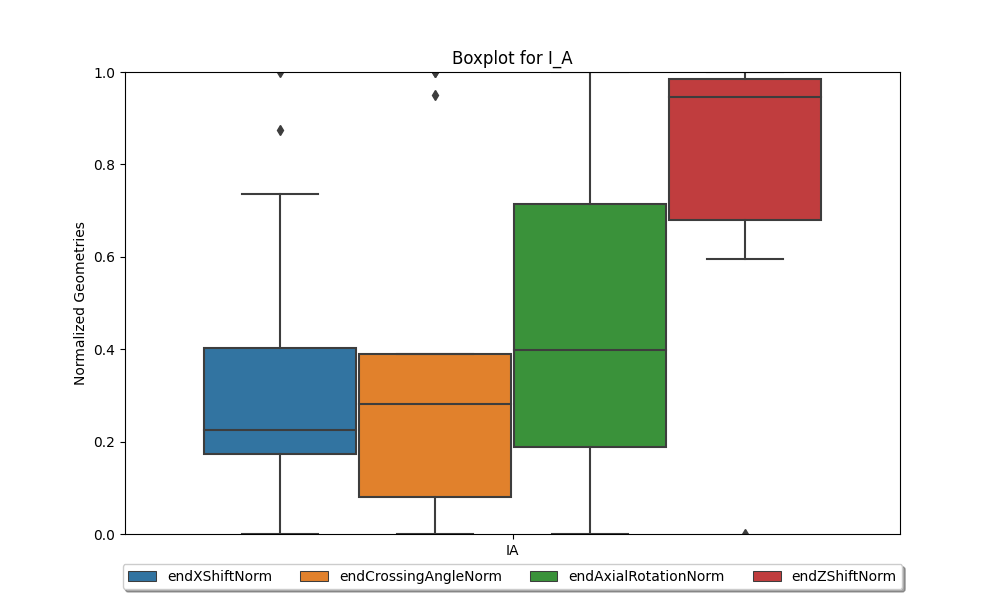 Boxplot for I_A
Normalized Geometries
1.0
0.8
0.6
0.4
0.2
0.0
IA
endXShiftNorm endCrossingAngleNorm endAxialRotationNorm endZShiftNorm